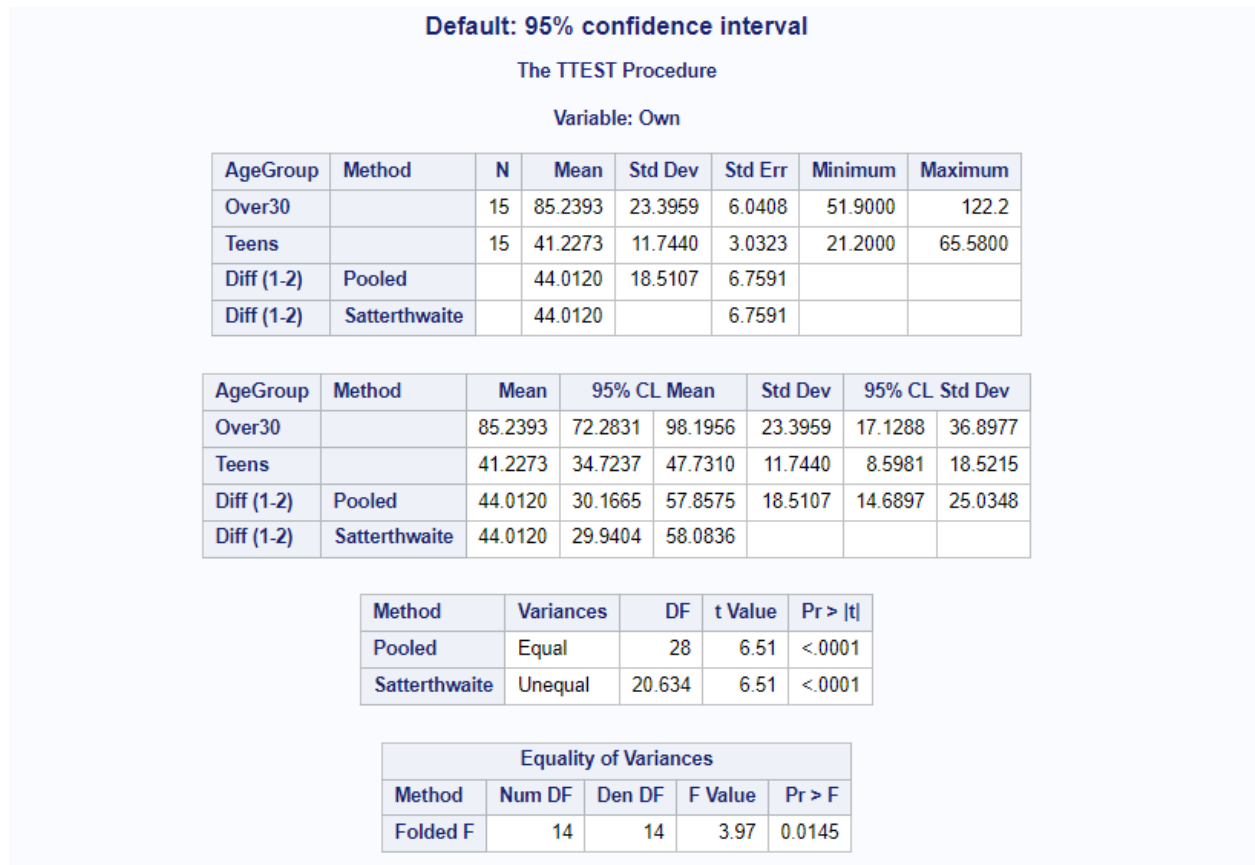 Default: 95% confidence interval
The TTEST Procedure
Variable: Own
AgeGroup Method N Mean Std Dev Std Err Minimum Maximum
Over30 15 85.2393 23.3959 6.0408 51.9000 122.2
Teens 15 41.2273 11.7440 3.0323 21.2000 65.5800
Diff (1-2) Pooled 44.0120 18.5107 6.7591
Diff (1-2) Satterthwaite 44.0120 6.7591
AgeGroup Method Mean 95% CL Mean Std Dev 95% CL Std Dev
Over30 85.2393 72.2831 98.1956 23.3959 17.1288 36.8977
Teens 41.2273 34.7237 47.7310 11.7440 8.5981 18.5215
Diff (1-2) Pooled 44.0120 30.1665 57.8575 18.5107 14.6897 25.0348
Diff (1-2) Satterthwaite 44.0120 29.9404 58.0836
Method Variances DF t Value Pr > |t|
Pooled Equal 28 6.51 <.0001
Satterthwaite Unequal 20.634 6.51 <.0001
Equality of Variances
Method Num DF Den DF F Value Pr > F
Folded F 14 14 3.97 0.0145